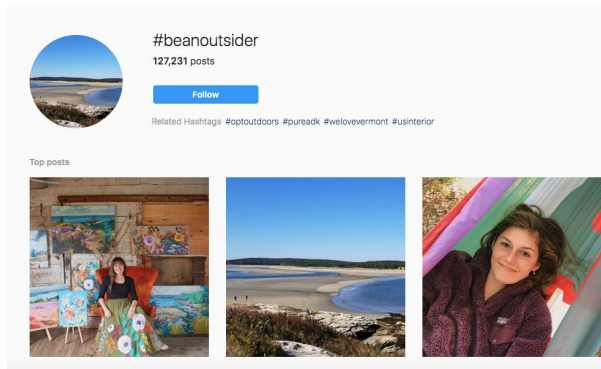 #beanoutsider
127,231 posts
Follow
Related Hashtags #optoutdoors #pureadk #welovevermont #usinterior
Top posts